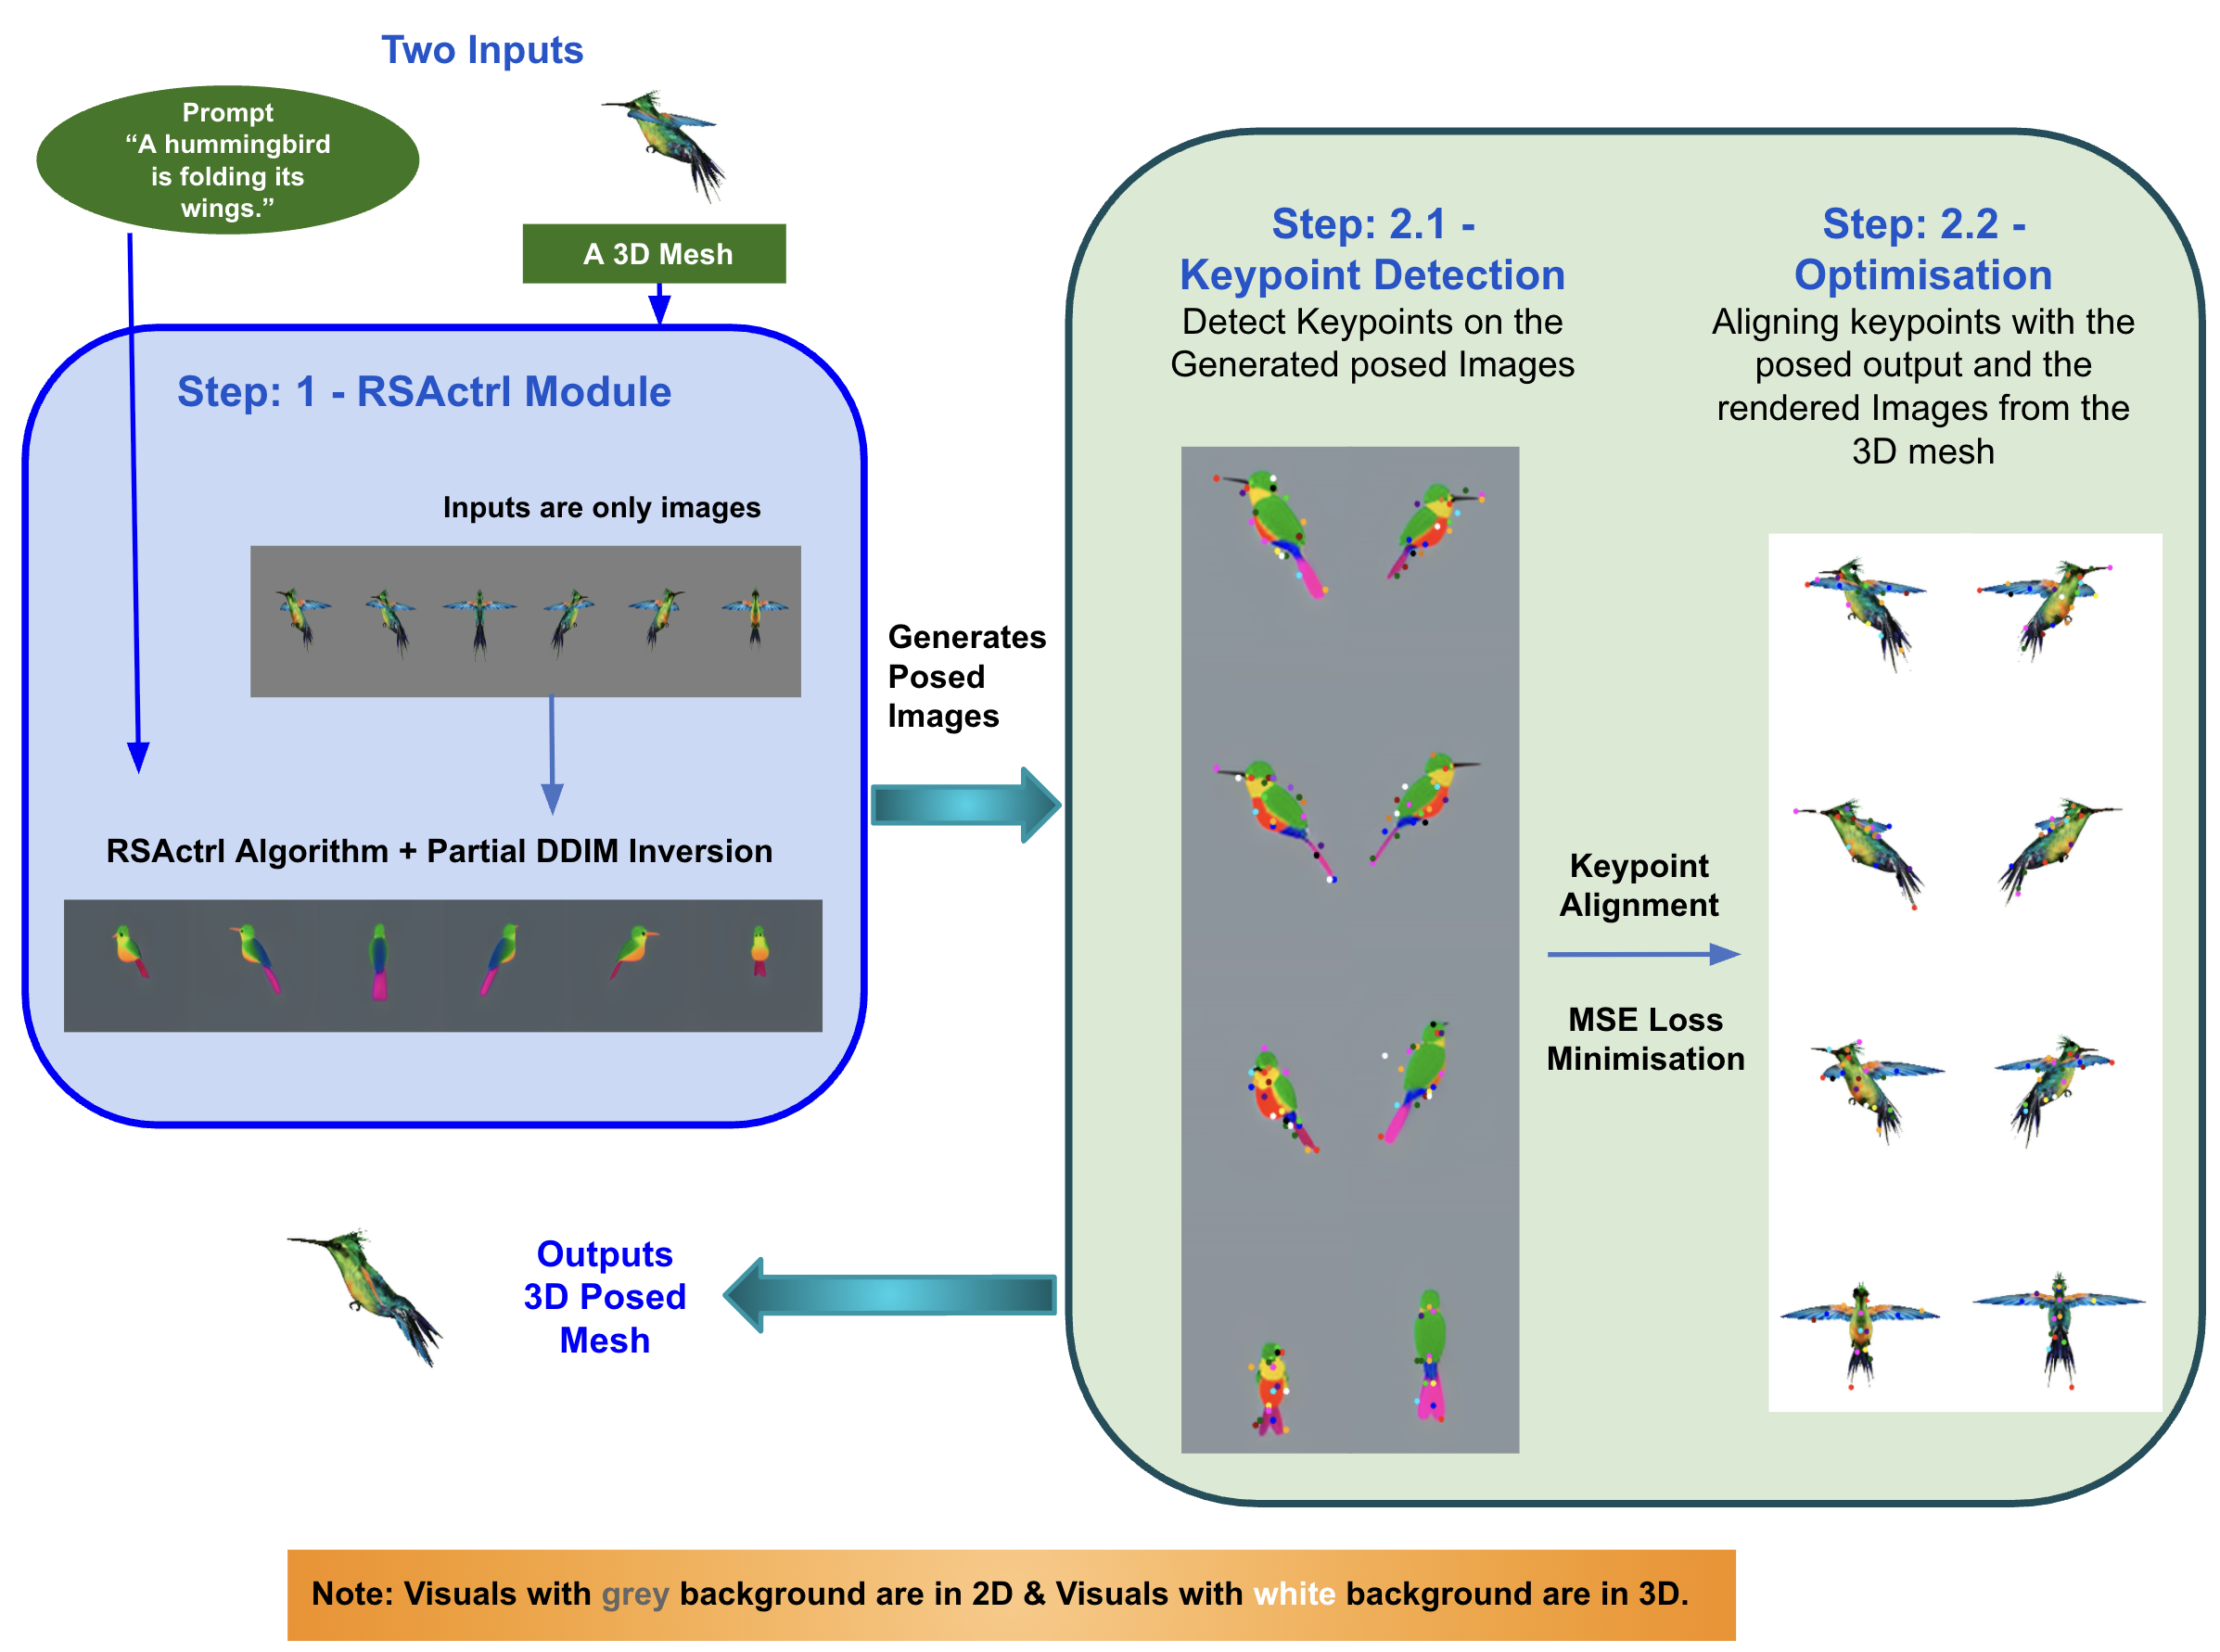 Two Inputs
Prompt
“A hummingbird
is folding its
wings.”
A 3D Mesh
Step: 1 - RSActrl Module
Inputs are only images
RSActrl Algorithm + Partial DDIM Inversion
Generates
Posed
Images
Step: 2.1 -
Keypoint Detection
Detect Keypoints on the
Generated posed Images
Keypoint
Alignment
MSE Loss
Minimisation
Step: 2.2 -
Optimisation
Aligning keypoints with the
posed output and the
rendered Images from the
3D mesh
Outputs
3D Posed
Mesh
Note: Visuals with grey background are in 2D & Visuals with white background are in 3D.